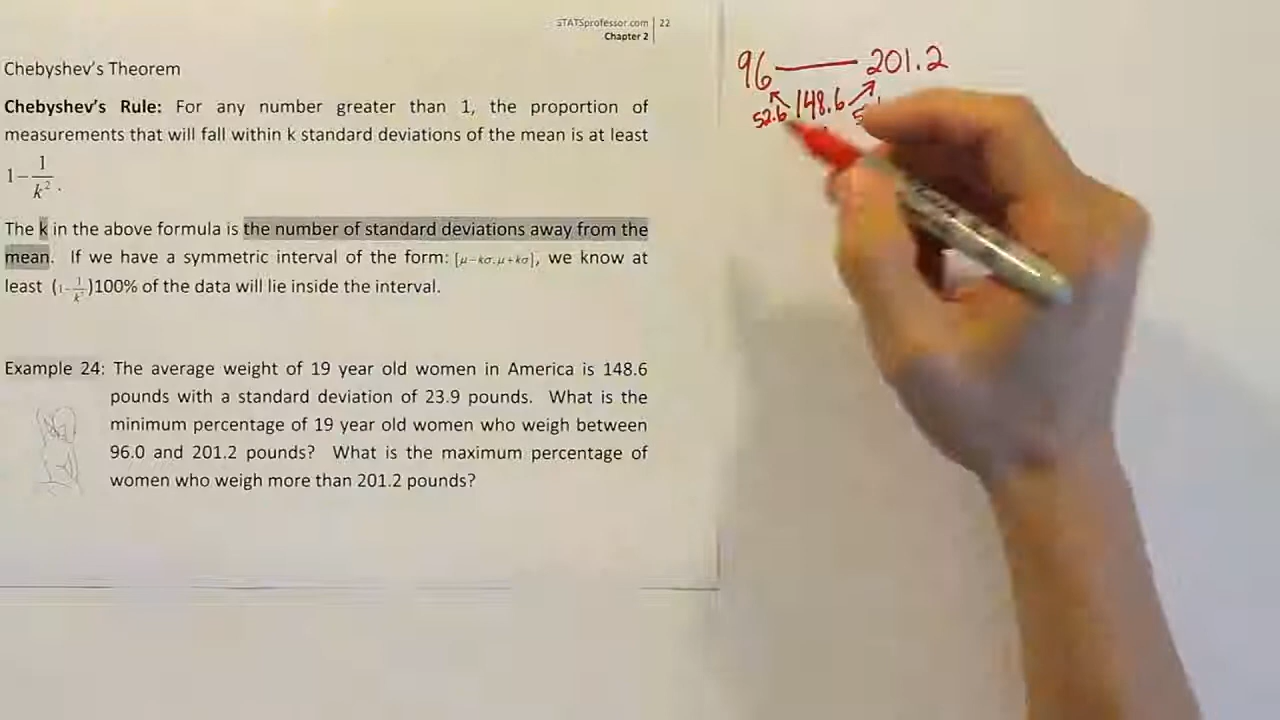 STATSprofessor.com 22
Chapter 2
Chebyshev's Theorem
Chebyshev's Rule: For any number greater than 1, the proportion of
measurements that will fall within k standard deviations of the mean is at least
1-1/k².
The k in the above formula is the number of standard deviations away from the
mean. If we have a symmetric interval of the form: [μ-kσ, μ+kσ], we know at
least (1-1/k²)100% of the data will lie inside the interval.
Example 24: The average weight of 19 year old women in America is 148.6
pounds with a standard deviation of 23.9 pounds. What is the
minimum percentage of 19 year old women who weigh between
96.0 and 201.2 pounds? What is the maximum percentage of
women who weigh more than 201.2 pounds?
96 201.2
52.6 148.6